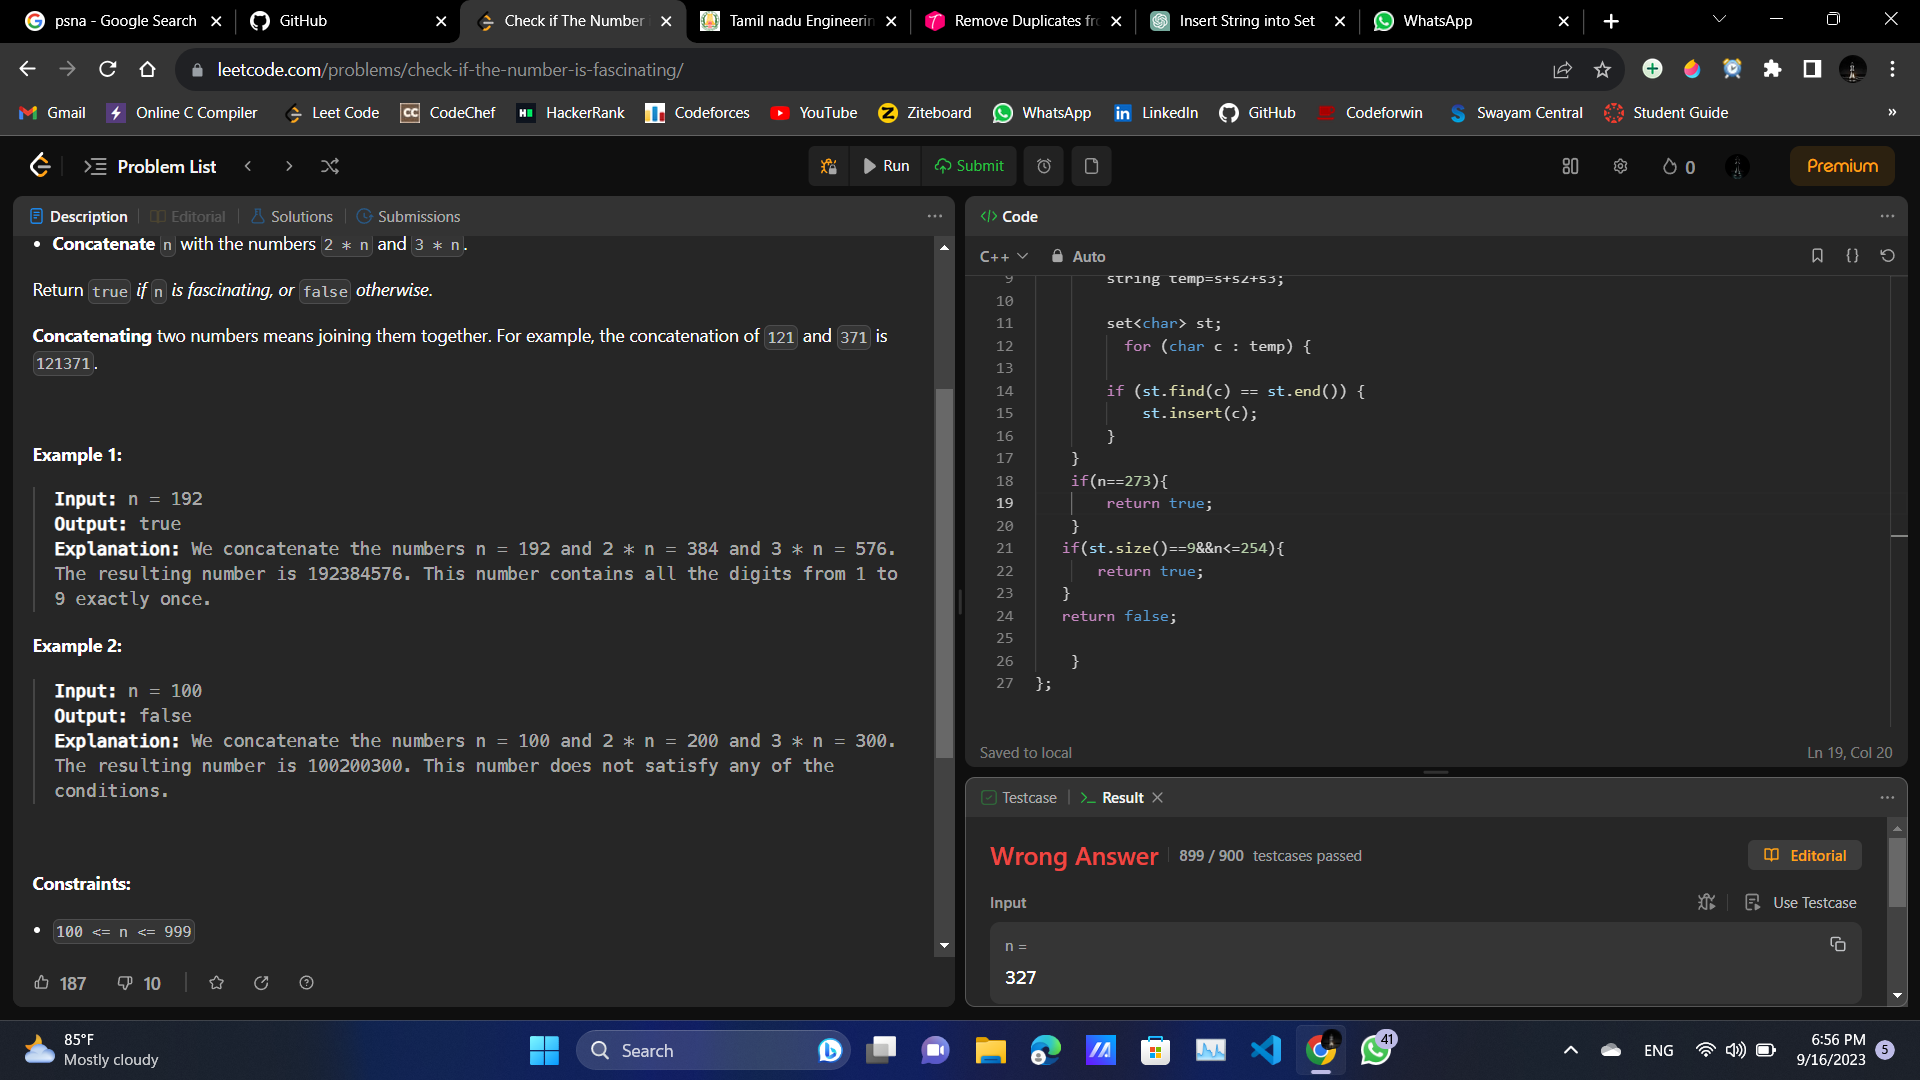 psna - Google Search
GitHub
Check if The Number
Tamil nadu Engineerin
Remove Duplicates fr
Insert String into Set
WhatsApp
leetcode.com/problems/check-if-the-number-is-fascinating/
Gmail
Online C Compiler
Leet Code
CC CodeChef
HackerRank
Codeforces
YouTube
Ziteboard
WhatsApp
LinkedIn
GitHub
Codeforwin
Swayam Central
Student Guide
»
Problem List
Run
Submit
0
Premium
Description
Editorial
Solutions
Submissions
• Concatenate n with the numbers 2 * n and 3 * n.
Return true if n is fascinating, or false otherwise.
Concatenating two numbers means joining them together. For example, the concatenation of 121 and 371 is
121371.
Example 1:
Input: n = 192
Output: true
Explanation: We concatenate the numbers n = 192 and 2 * n = 384 and 3 * n = 576.
The resulting number is 192384576. This number contains all the digits from 1 to
9 exactly once.
Example 2:
Input: n = 100
Output: false
Explanation: We concatenate the numbers n = 100 and 2 * n = 200 and 3 * n = 300.
The resulting number is 100200300. This number does not satisfy any of the
conditions.
Constraints:
• 100 <= n <= 999
187
10
</> Code
C++
Auto
9 string temp=s+s2+s3;
10
11 set<char> st;
12 for (char c : temp) {
13
14 if (st.find(c) == st.end()) {
15 st.insert(c);
16 }
17 }
18 if(n==273){
19 return true;
20 }
21 if(st.size()==9&&n<=254){
22 return true;
23 }
24 return false;
25
26 }
27 };
Saved to local
Ln 19, Col 20
Testcase
>_ Result
Wrong Answer
899 / 900 testcases passed
Editorial
Input
Use Testcase
n =
327
85°F
Mostly cloudy
Search
41
ENG
6:56 PM
9/16/2023
5